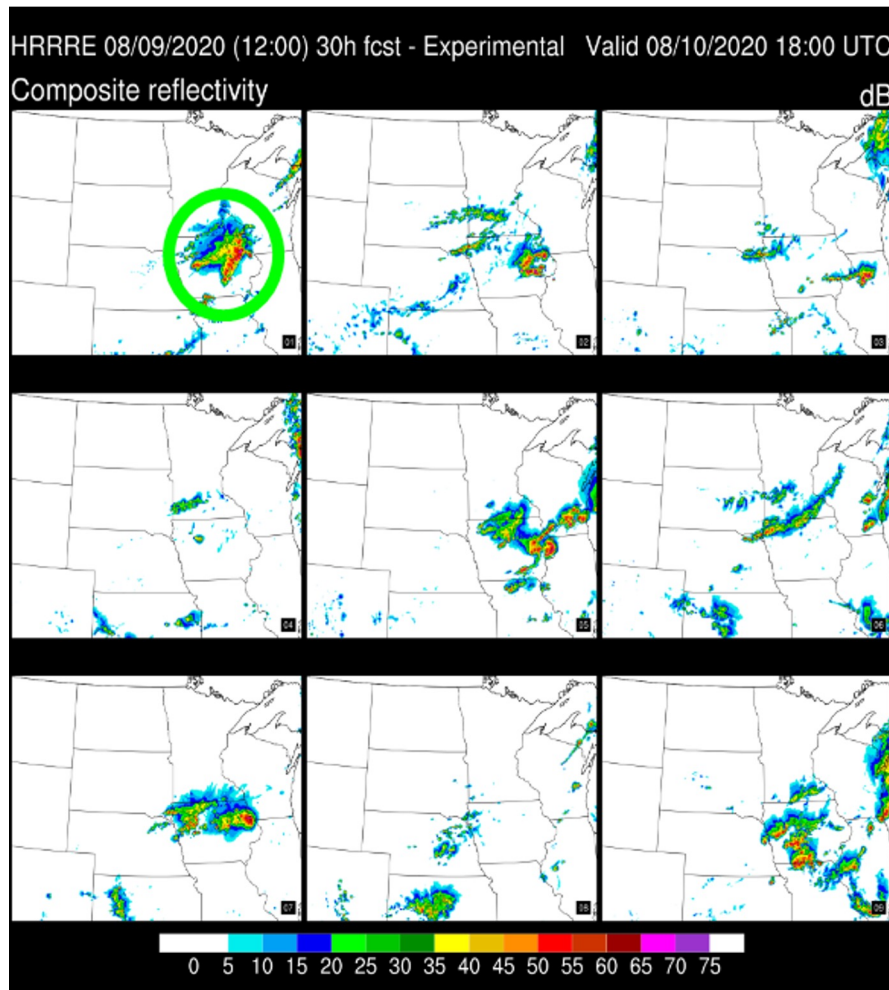 HRRRE 08/09/2020 (12:00) 30h fcst - Experimental Valid 08/10/2020 18:00 UTC
Composite reflectivity dB
01 02 03
04 05 06
07 08 09
0 5 10 15 20 25 30 35 40 45 50 55 60 65 70 75